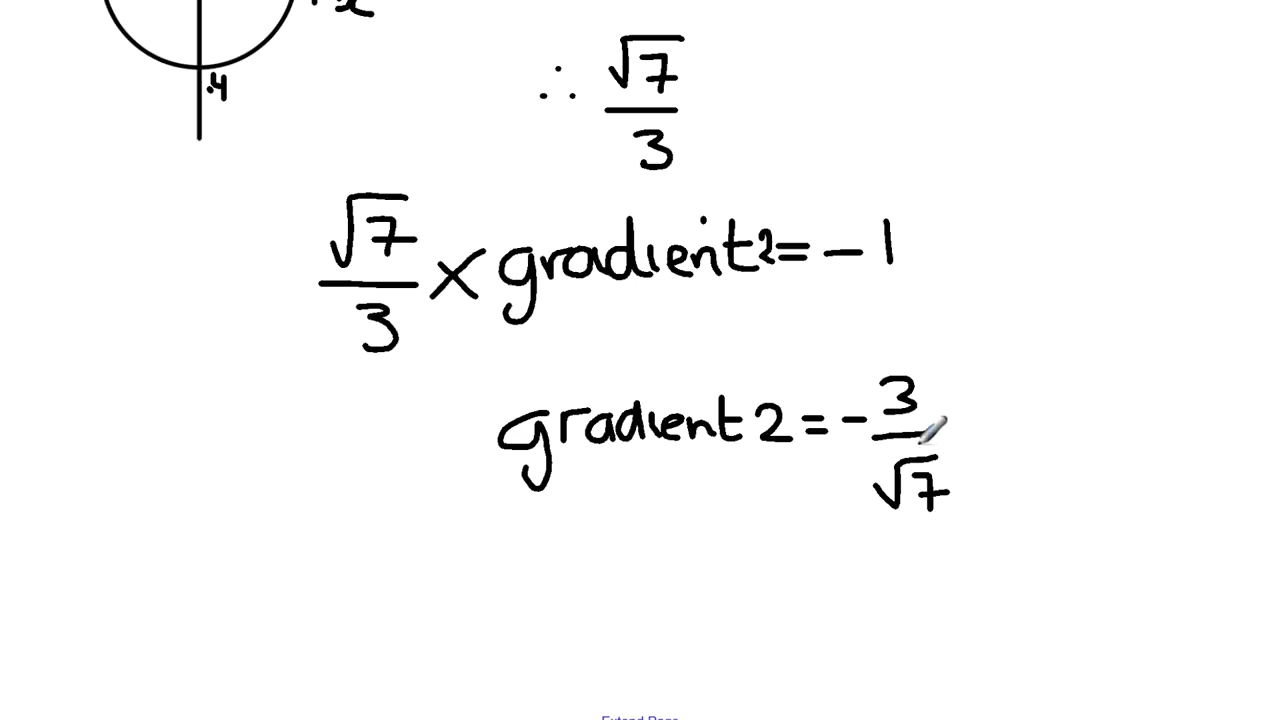 x
.4
∴ √7/3
√7/3 × gradient 2 = -1
gradient 2 = -3/√7